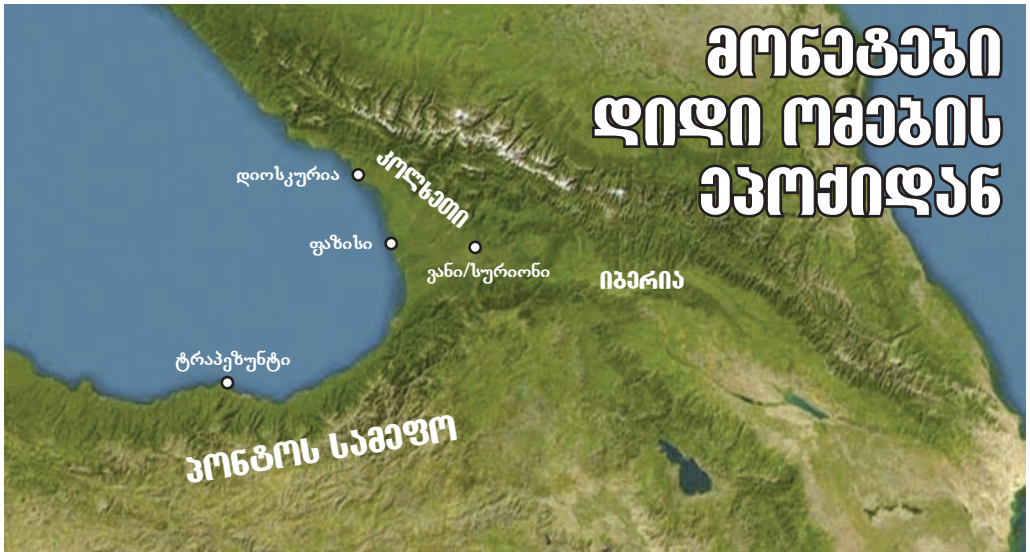 მონეტები
დიდი ომების
ეპოქიდან
დიოსკურია
კოლხეთი
ფაზისი
ვანი/სურიონი
იბერია
ტრაპეზუნტი
პონტოს სამეფო